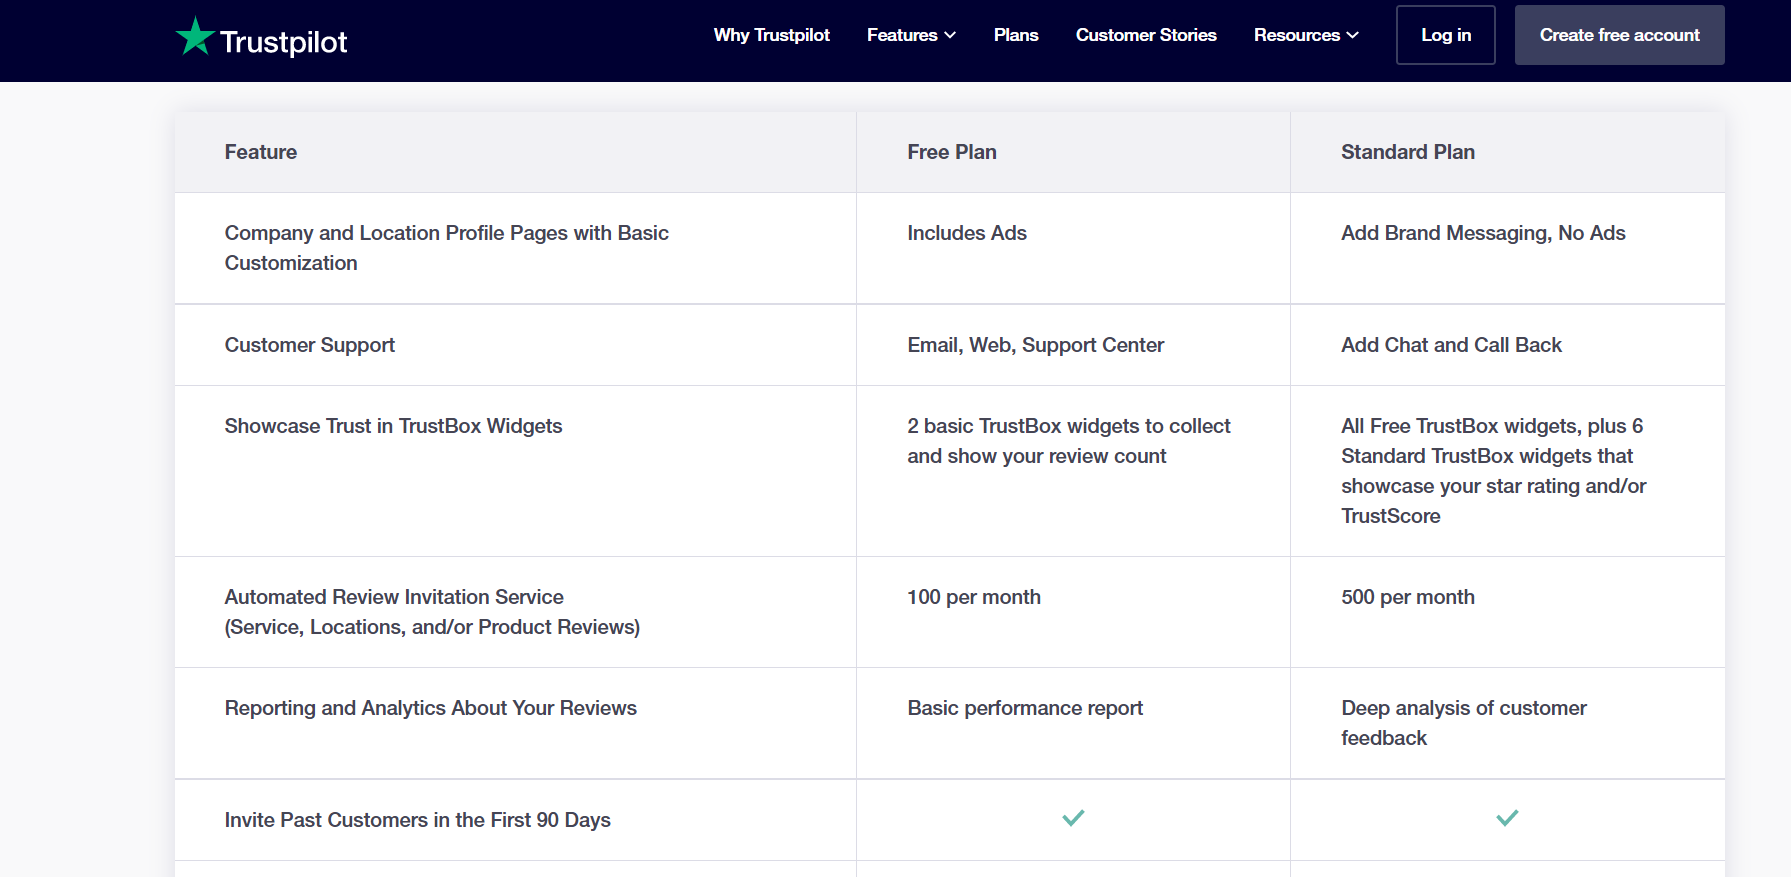 Trustpilot
Why Trustpilot Features Plans Customer Stories Resources Log in Create free account
Feature Free Plan Standard Plan
Company and Location Profile Pages with Basic
Customization
Includes Ads
Add Brand Messaging, No Ads
Customer Support
Email, Web, Support Center
Add Chat and Call Back
Showcase Trust in TrustBox Widgets
2 basic TrustBox widgets to collect
and show your review count
All Free TrustBox widgets, plus 6
Standard TrustBox widgets that
showcase your star rating and/or
TrustScore
Automated Review Invitation Service
(Service, Locations, and/or Product Reviews)
100 per month
500 per month
Reporting and Analytics About Your Reviews
Basic performance report
Deep analysis of customer
feedback
Invite Past Customers in the First 90 Days